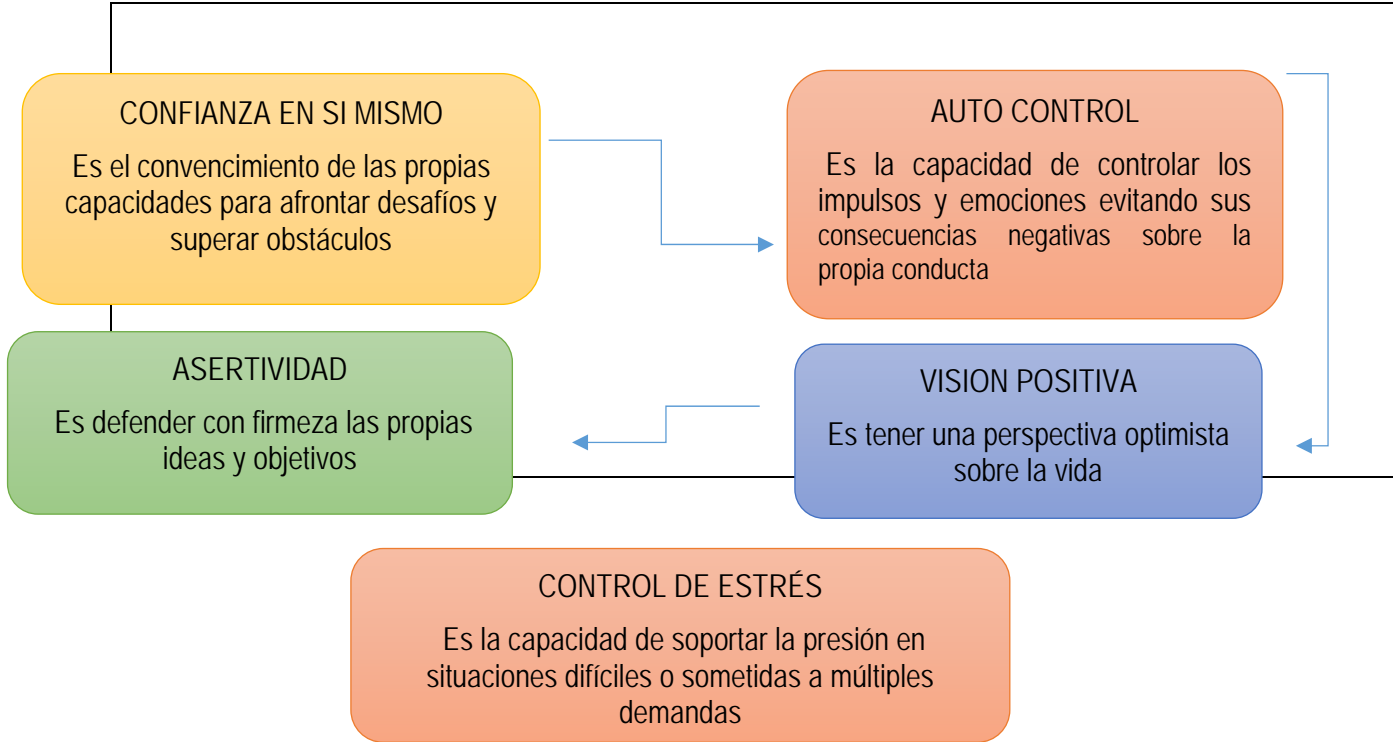 CONFIANZA EN SI MISMO
Es el convencimiento de las propias
capacidades para afrontar desafíos y
superar obstáculos
AUTO CONTROL
Es la capacidad de controlar los
impulsos y emociones evitando sus
consecuencias negativas sobre la
propia conducta
ASERTIVIDAD
Es defender con firmeza las propias
ideas y objetivos
VISION POSITIVA
Es tener una perspectiva optimista
sobre la vida
CONTROL DE ESTRÉS
Es la capacidad de soportar la presión en
situaciones difíciles o sometidas a múltiples
demandas